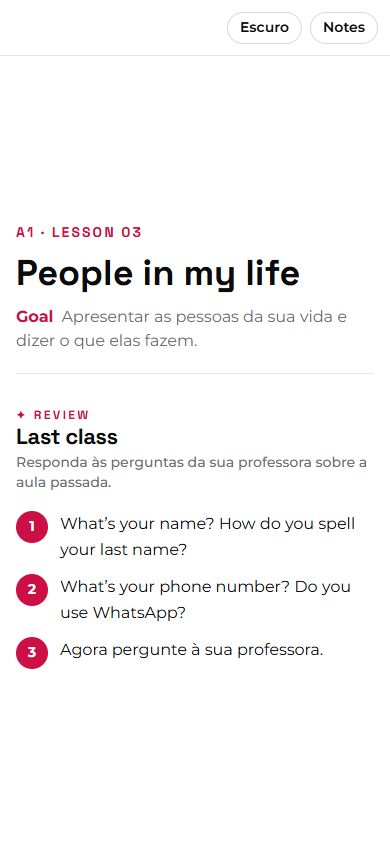 Escuro Notes
A1 · LESSON 03
People in my life
Goal Apresentar as pessoas da sua vida e
dizer o que elas fazem.
✦ REVIEW
Last class
Responda às perguntas da sua professora sobre a
aula passada.
1 What’s your name? How do you spell
your last name?
2 What’s your phone number? Do you
use WhatsApp?
3 Agora pergunte à sua professora.